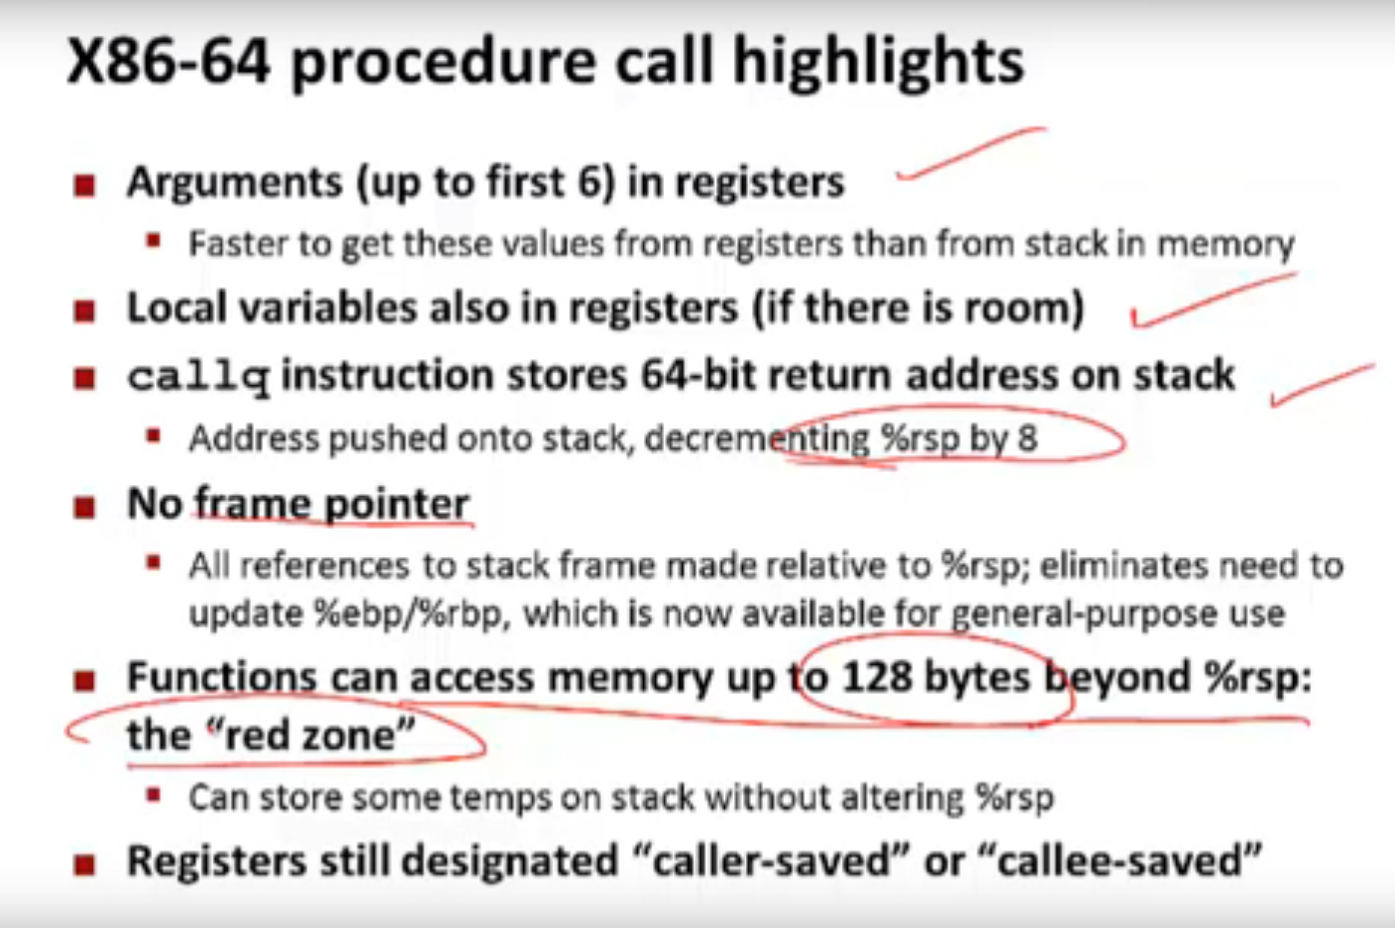 X86-64 procedure call highlights
Arguments (up to first 6) in registers
Faster to get these values from registers than from stack in memory
Local variables also in registers (if there is room)
callq instruction stores 64-bit return address on stack
Address pushed onto stack, decrementing %rsp by 8
No frame pointer
All references to stack frame made relative to %rsp; eliminates need to
update %ebp/%rbp, which is now available for general-purpose use
Functions can access memory up to 128 bytes beyond %rsp:
the “red zone”
Can store some temps on stack without altering %rsp
Registers still designated “caller-saved” or “callee-saved”